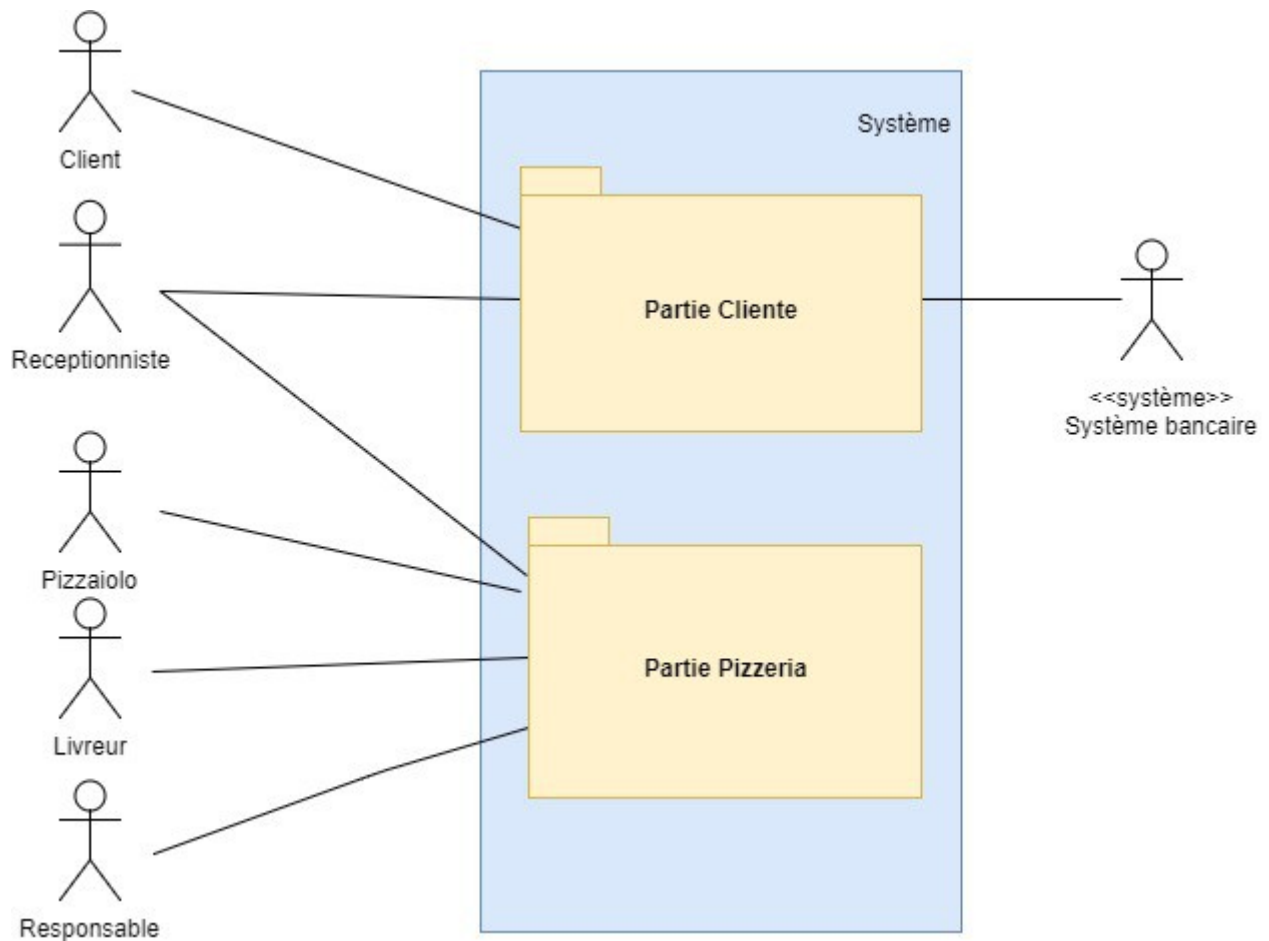 Client
Système
Receptionniste
Partie Cliente
<<système>>
Système bancaire
Pizzaiolo
Livreur
Partie Pizzeria
Responsable